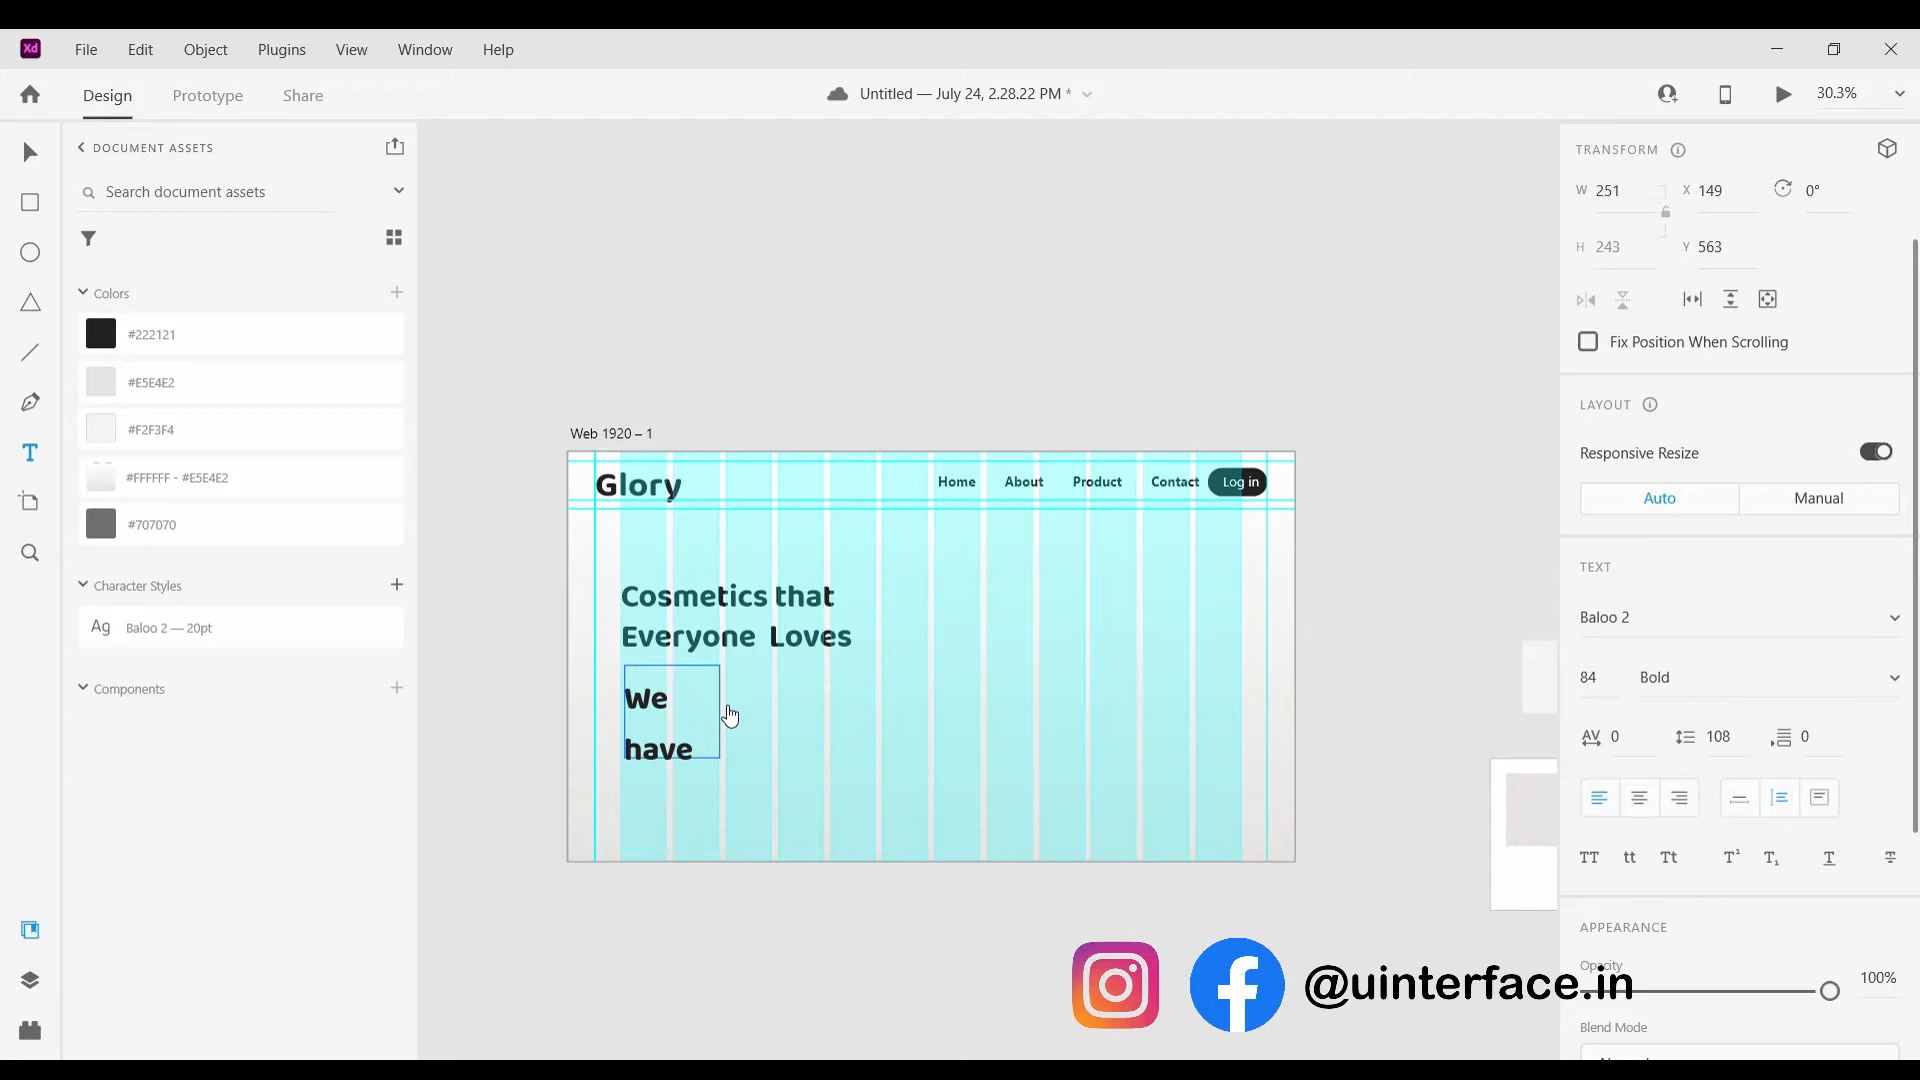 Xd File Edit Object Plugins View Window Help
Design Prototype Share Untitled — July 24, 2.28.22 PM * 30.3%
DOCUMENT ASSETS
Search document assets
Colors
#222121
#E5E4E2
#F2F3F4
#FFFFFF - #E5E4E2
#707070
Character Styles
Ag Baloo 2 — 20pt
Components
Web 1920 – 1
Glory Home About Product Contact Log in
Cosmetics that
Everyone Loves
We
have
TRANSFORM
W 251 X 149 0°
H 243 Y 563
Fix Position When Scrolling
LAYOUT
Responsive Resize
Auto Manual
TEXT
Baloo 2
84 Bold
AV 0 108 0
TT tt Tt T¹ T₁ T T
APPEARANCE
Opacity
100%
Blend Mode
@uinterface.in